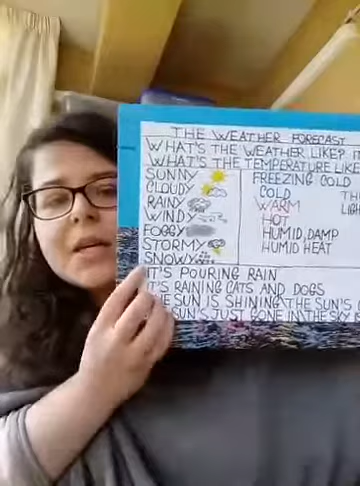 THE WEATHER FORECAST
WHAT'S THE WEATHER LIKE?
WHAT'S THE TEMPERATURE LIKE
SUNNY
CLOUDY
RAINY
WINDY
FOGGY
STORMY
SNOWY
FREEZING COLD
COLD
WARM
HOT
HUMID, DAMP
HUMID HEAT
IT'S POURING RAIN
IT'S RAINING CATS AND DOGS
THE SUN IS SHINING THE SUN'S
SUN'S JUST GONE IN THE SKY